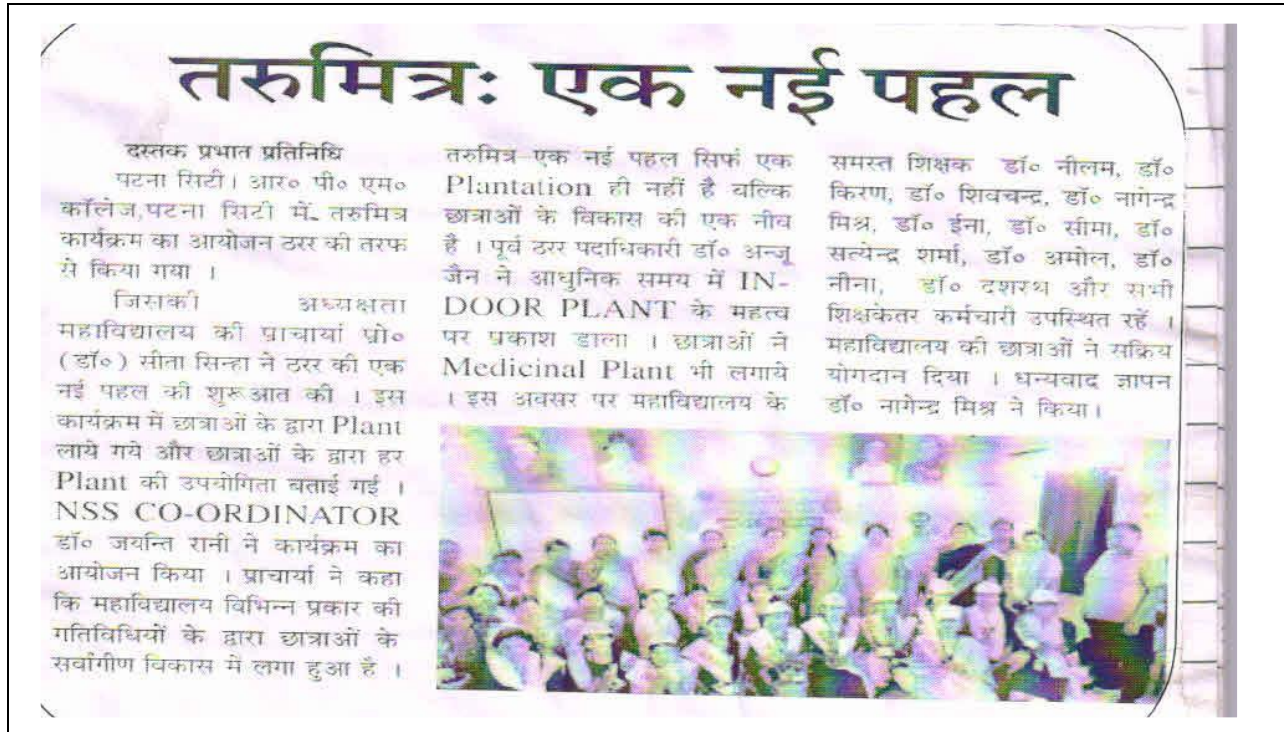 तरुमित्रः एक नई पहल
दस्तक प्रभात प्रतिनिधि
पटना सिटी। आर० पी० एम०
कॉलेज,पटना सिटी में तरुमित्र
कार्यक्रम का आयोजन ठरर की तरफ
से किया गया ।
जिसकी अध्यक्षता
महाविद्यालय की प्राचार्या प्रो०
(डॉ०) सीता सिन्हा ने ठरर की एक
नई पहल की शुरूआत की । इस
कार्यक्रम में छात्राओं के द्वारा Plant
लाये गये और छात्राओं के द्वारा हर
Plant की उपयोगिता बताई गई ।
NSS CO-ORDINATOR
डॉ० जयन्ति रानी ने कार्यक्रम का
आयोजन किया । प्राचार्या ने कहा
कि महाविद्यालय विभिन्न प्रकार की
गतिविधियों के द्वारा छात्राओं के
सर्वांगीण विकास में लगा हुआ है ।
तरुमित्र एक नई पहल सिर्फ एक
Plantation ही नहीं है बल्कि
छात्राओं के विकास की एक नीव
है । पूर्व ठरर पदाधिकारी डॉ० अन्जू
जैन ने आधुनिक समय में IN-
DOOR PLANT के महत्व
पर प्रकाश डाला । छात्राओं ने
Medicinal Plant भी लगाये
। इस अवसर पर महाविद्यालय के
समस्त शिक्षक डॉ० नीलम, डॉ०
किरण, डॉ० शिवचन्द्र, डॉ० नागेन्द्र
मिश्र, डॉ० ईना, डॉ० सीमा, डॉ०
सत्येन्द्र शर्मा, डॉ० अमोल, डॉ०
नीना, डॉ० दशरथ और सभी
शिक्षकेतर कर्मचारी उपस्थित रहें ।
महाविद्यालय की छात्राओं ने सक्रिय
योगदान दिया । धन्यवाद ज्ञापन
डॉ० नागेन्द्र मिश्र ने किया।